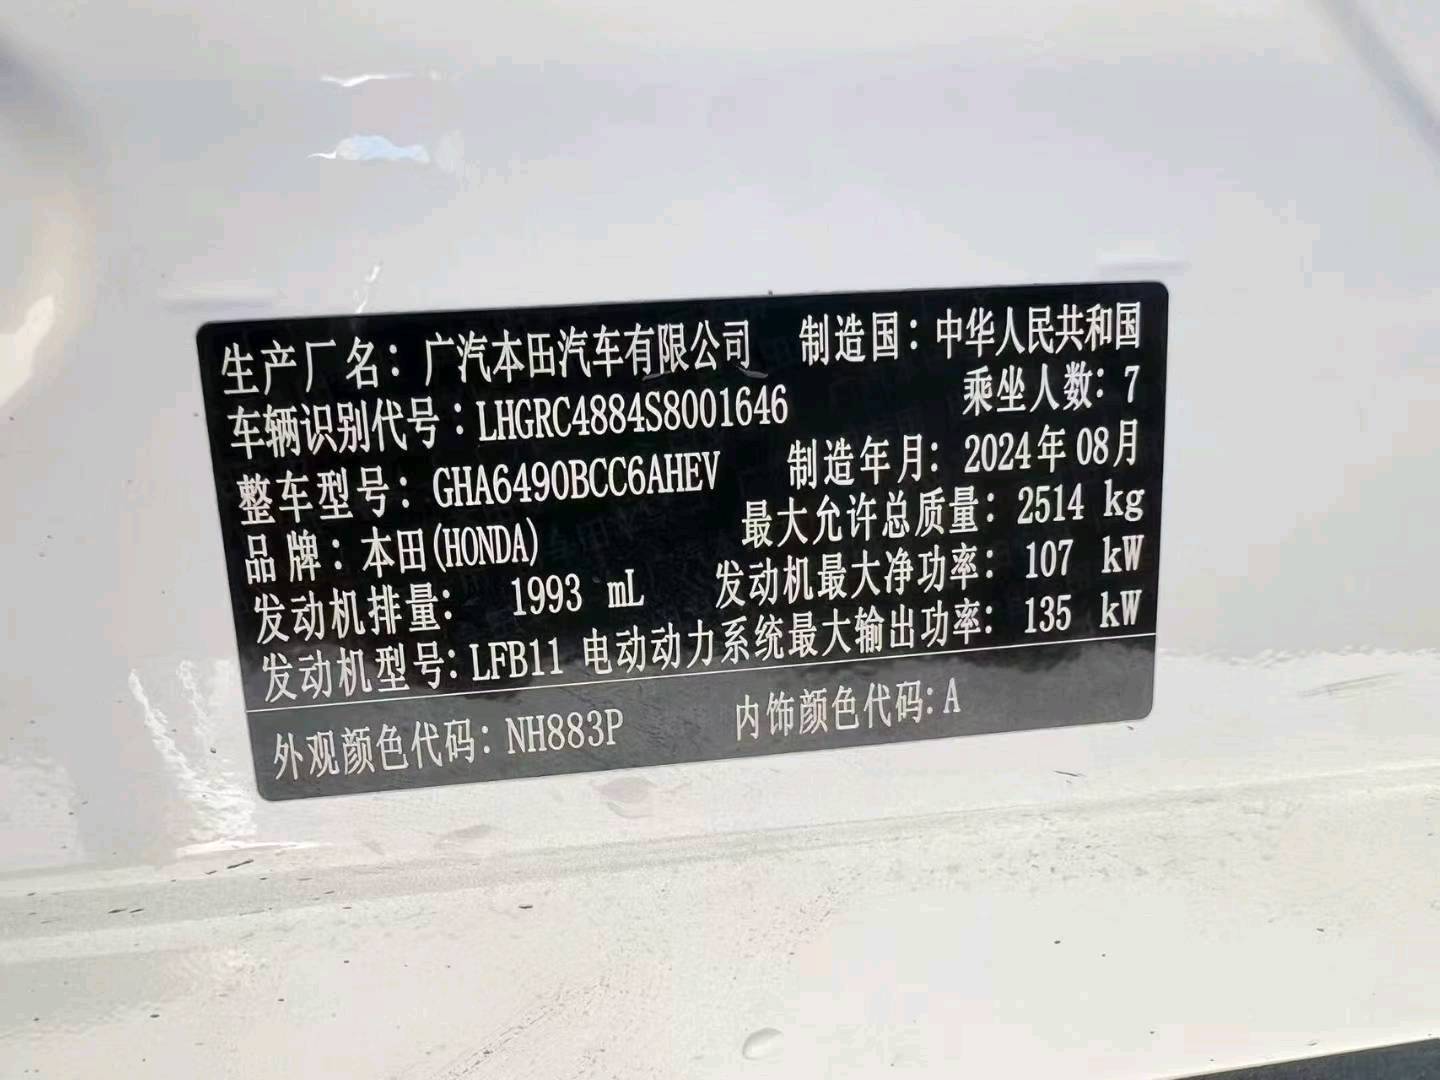 生产厂名：广汽本田汽车有限公司 制造国：中华人民共和国
车辆识别代号：LHGRC4884S8001646 乘坐人数：7
整车型号：GHA6490BCC6AHEV 制造年月：2024年08月
品牌：本田(HONDA) 最大允许总质量：2514 kg
发动机排量： 1993 mL 发动机最大净功率：107 kW
发动机型号：LFB11 电动动力系统最大输出功率：135 kW
外观颜色代码：NH883P 内饰颜色代码：A